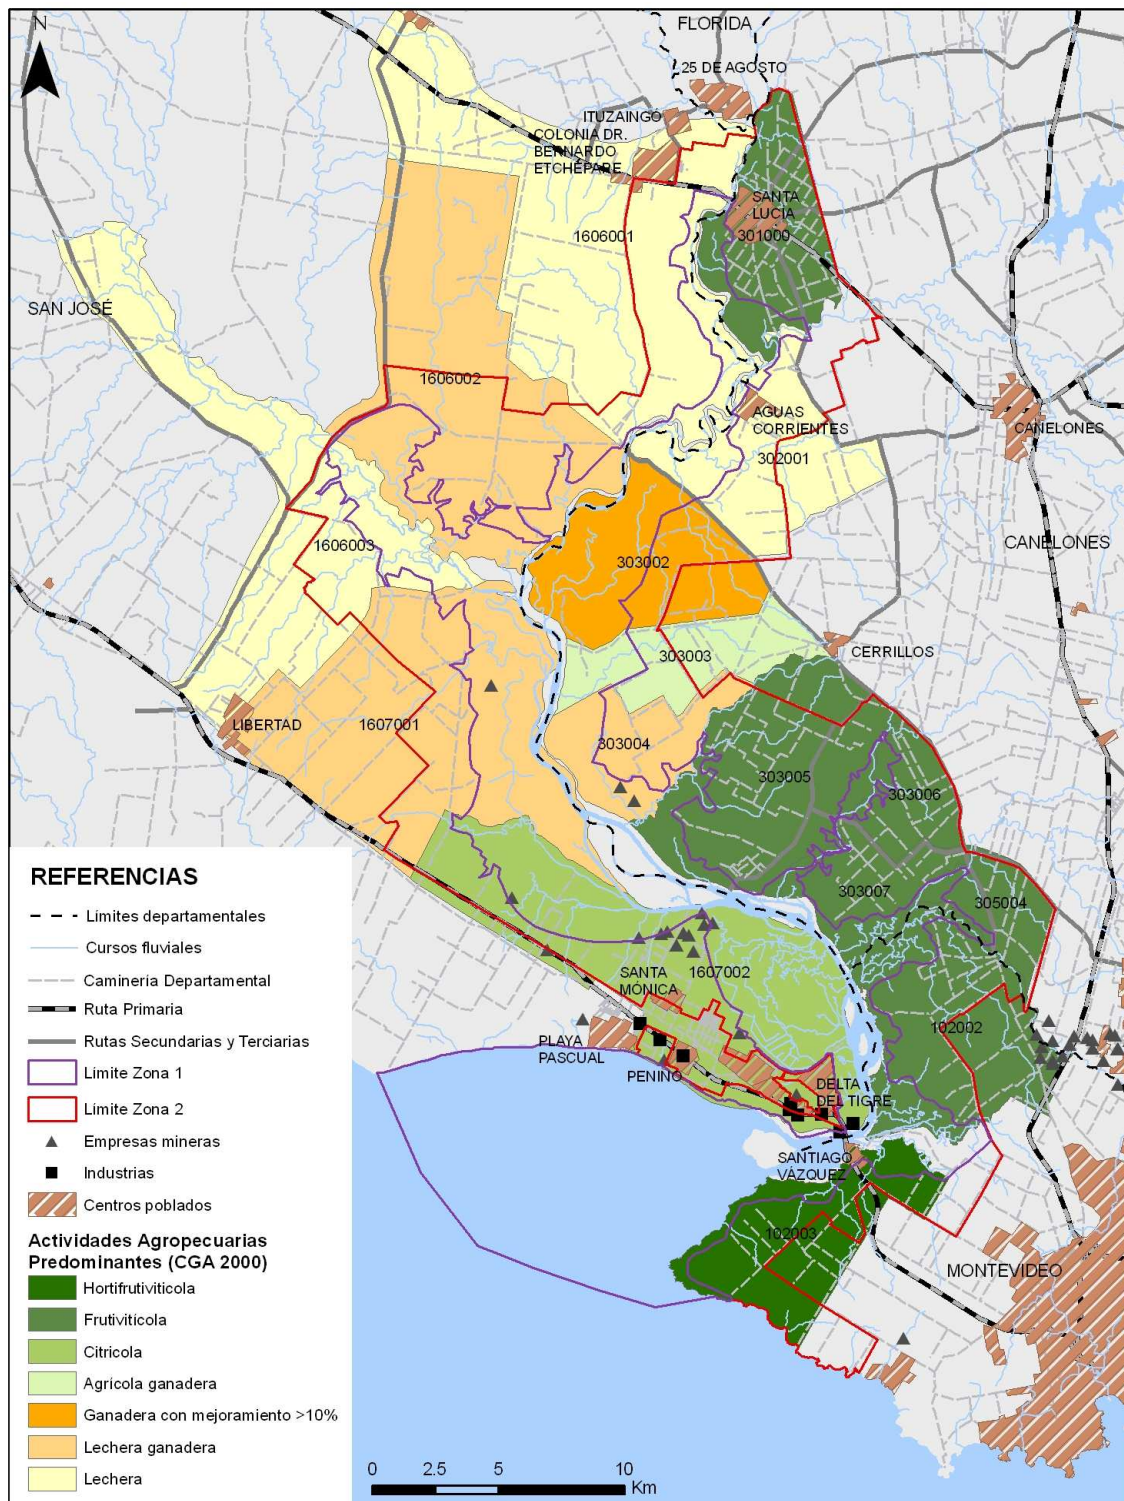 N
FLORIDA
25 DE AGOSTO
ITUZAINGO
COLONIA DR.
BERNARDO
ETCHEPARE
SANTA
LUCÍA
301000
1606001
SAN JOSÉ
1606002
AGUAS
CORRIENTES
CANELONES
302001
1606003
303002
CANELONES
303003
CERRILLOS
LIBERTAD
1607001
303004
303005
303006
303007
305004
1607002
SANTA
MÓNICA
102002
PLAYA
PASCUAL
PENINO
DELTA
DEL TIGRE
SANTIAGO
VÁZQUEZ
102003
MONTEVIDEO
REFERENCIAS
Límites departamentales
Cursos fluviales
Caminería Departamental
Ruta Primaria
Rutas Secundarias y Terciarias
Límite Zona 1
Límite Zona 2
Empresas mineras
Industrias
Centros poblados
Actividades Agropecuarias
Predominantes (CGA 2000)
Hortifrutiviticola
Frutivitícola
Citricola
Agrícola ganadera
Ganadera con mejoramiento >10%
Lechera ganadera
Lechera
0 2.5 5 10
Km